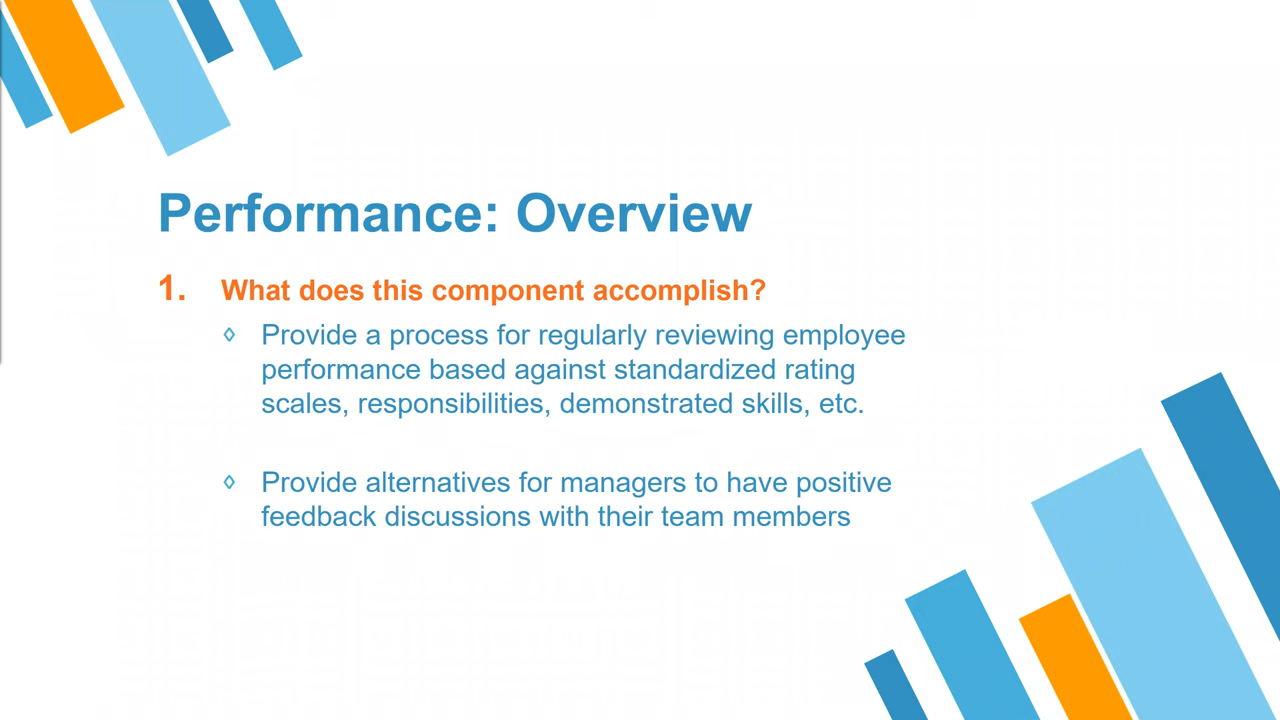 Performance: Overview
1. What does this component accomplish?
◊ Provide a process for regularly reviewing employee
performance based against standardized rating
scales, responsibilities, demonstrated skills, etc.
◊ Provide alternatives for managers to have positive
feedback discussions with their team members